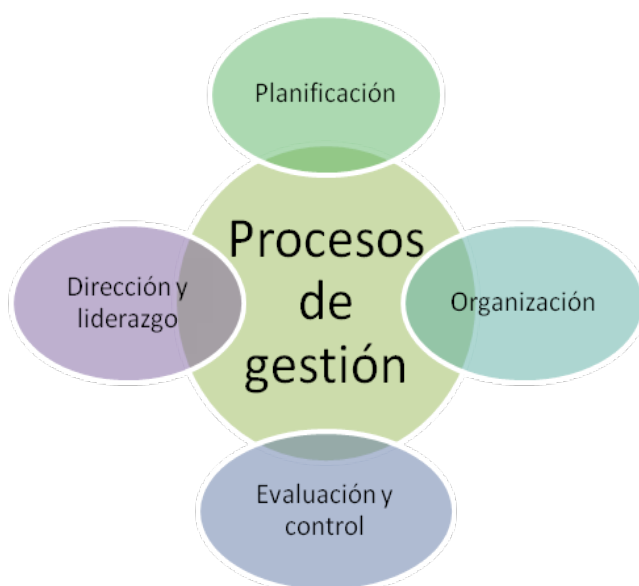 Planificación
Procesos
de
gestión
Dirección y
liderazgo
Organización
Evaluación y
control